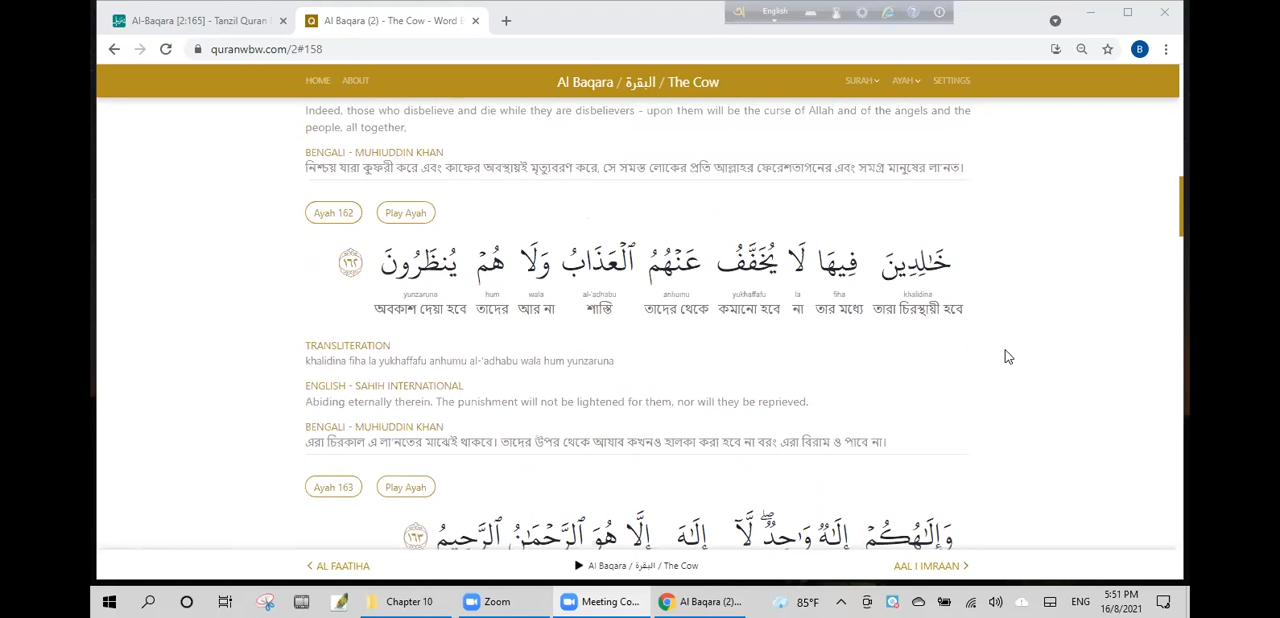 Al-Baqara [2:165] - Tanzil Quran
Al Baqara (2) - The Cow - Word
English
quranwbw.com/2#158
B
HOME ABOUT Al Baqara / البقرة / The Cow SURAH AYAH SETTINGS
Indeed, those who disbelieve and die while they are disbelievers - upon them will be the curse of Allah and of the angels and the
people, all together,
BENGALI - MUHIUDDIN KHAN
নিশ্চয় যারা কুফরী করে এবং কাফের অবস্থায়ই মৃত্যুবরণ করে, সে সমস্ত লোকের প্রতি আল্লাহর ফেরেশতাগনের এবং সমগ্র মানুষের লা'নত।
Ayah 162 Play Ayah
خَـٰلِدِينَ فِيهَا لَا يُخَفَّفُ عَنْهُمُ ٱلْعَذَابُ وَلَا هُمْ يُنظَرُونَ ١٦٢
yunzaruna hum wala al-'adhabu anhumu yukhaffafu la fiha khalidina
অবকাশ দেয়া হবে তাদের আর না শাস্তি তাদের থেকে কমানো হবে না তার মধ্যে তারা চিরস্থায়ী হবে
TRANSLITERATION
khalidina fiha la yukhaffafu anhumu al-'adhabu wala hum yunzaruna
ENGLISH - SAHIH INTERNATIONAL
Abiding eternally therein. The punishment will not be lightened for them, nor will they be reprieved.
BENGALI - MUHIUDDIN KHAN
এরা চিরকাল এ লা'নতের মাঝেই থাকবে। তাদের উপর থেকে আযাব কখনও হালকা করা হবে না বরং এরা বিরাম ও পাবে না।
Ayah 163 Play Ayah
وَإِلَـٰهُكُمْ إِلَـٰهٌ وَٰحِدٌ ۖ لَّآ إِلَـٰهَ إِلَّا هُوَ ٱلرَّحْمَـٰنُ ٱلرَّحِيمُ ١٦٣
AL FAATIHA Al Baqara / البقرة / The Cow AAL I IMRAAN
Chapter 10 Zoom Meeting Co... Al Baqara (2)... 85°F ENG 5:51 PM
16/8/2021